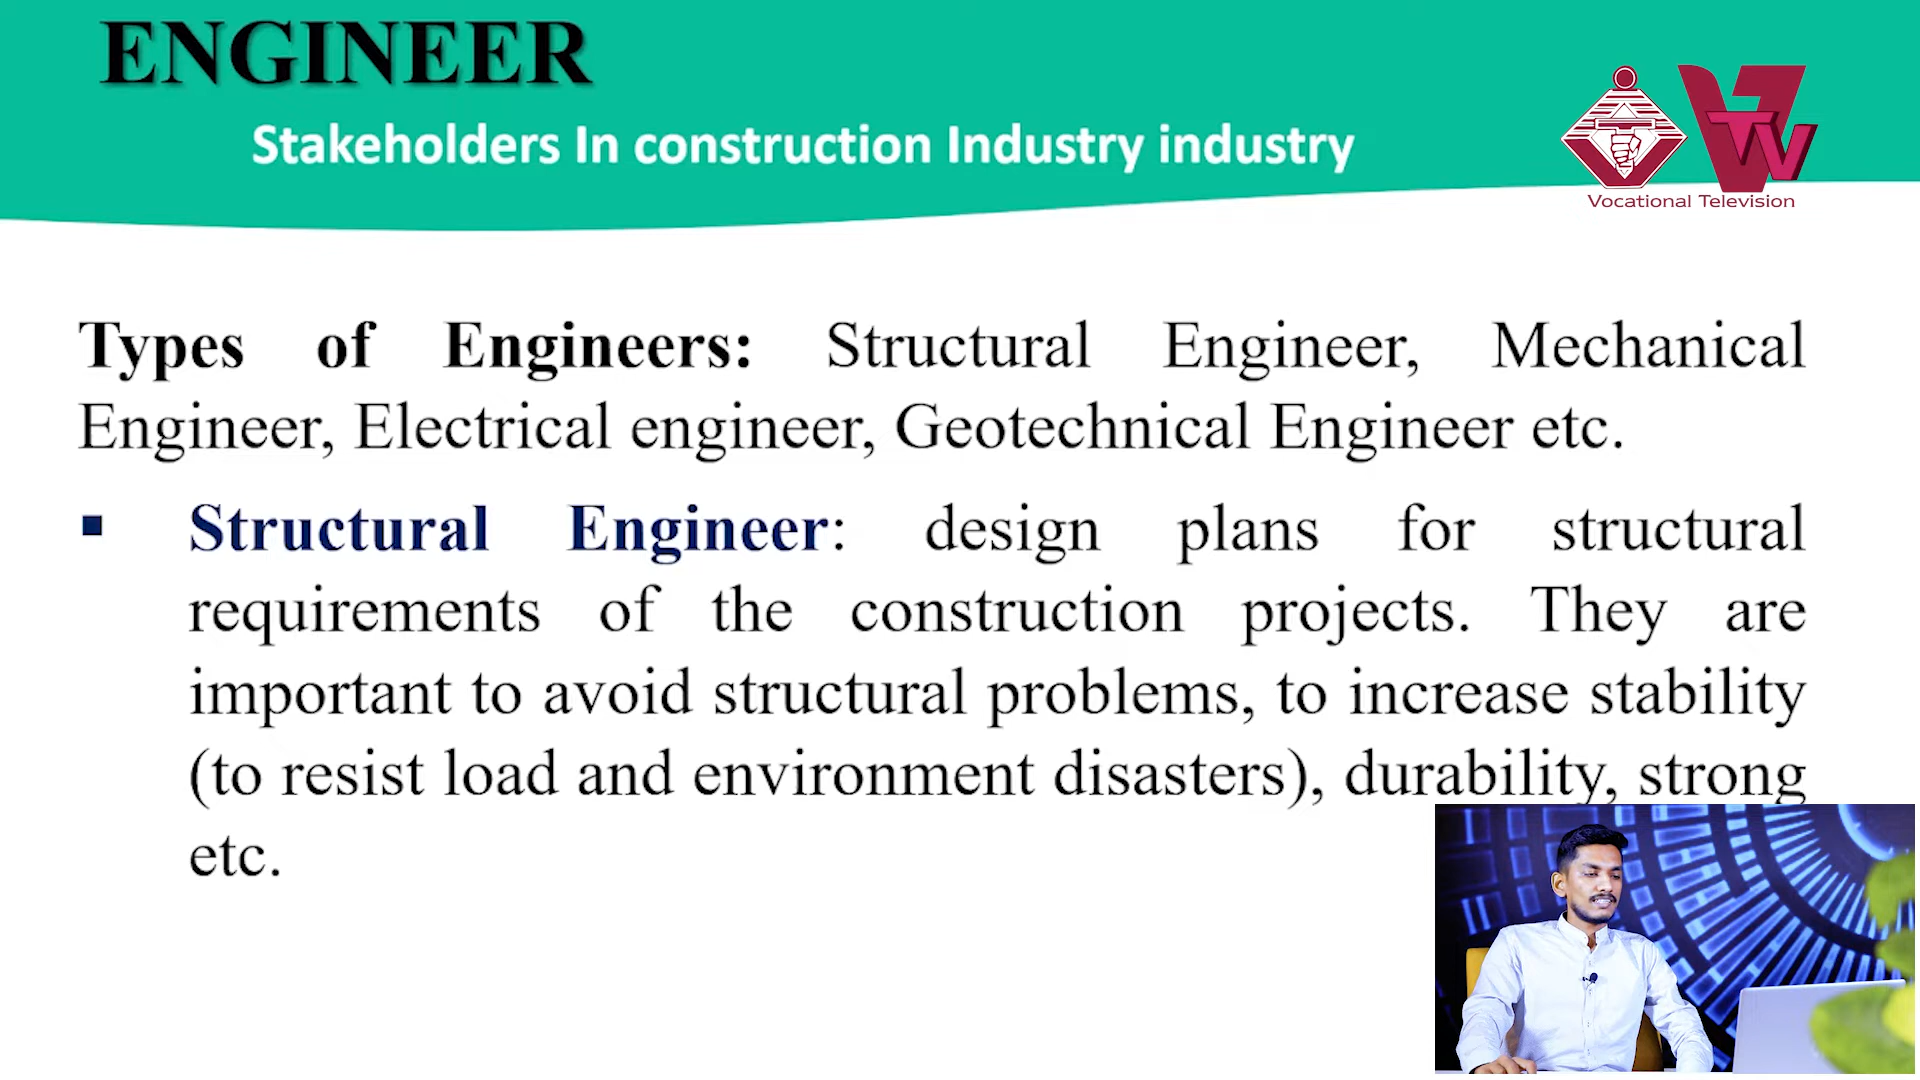 ENGINEER
Stakeholders In construction Industry industry
VTV
Vocational Television
Types of Engineers: Structural Engineer, Mechanical
Engineer, Electrical engineer, Geotechnical Engineer etc.
▪ Structural Engineer: design plans for structural
requirements of the construction projects. They are
important to avoid structural problems, to increase stability
(to resist load and environment disasters), durability, strong
etc.